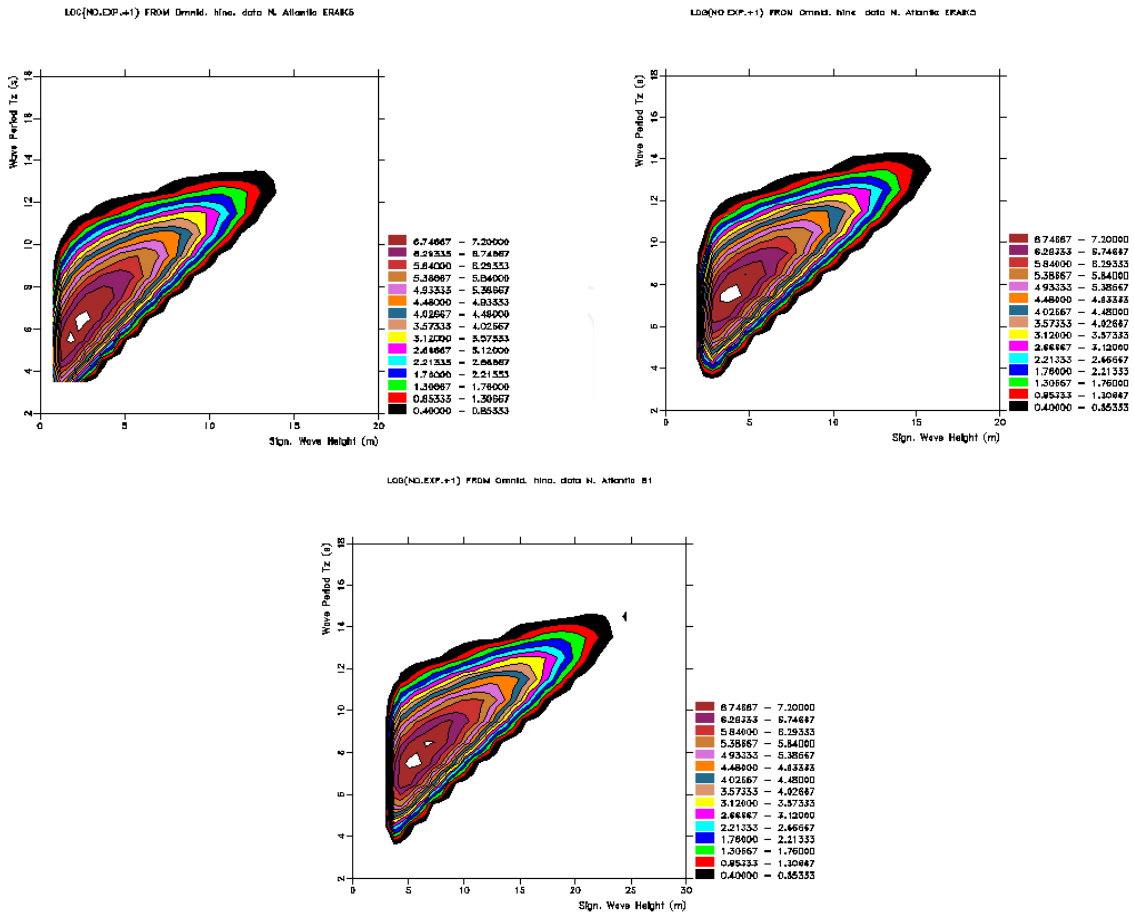 LOG(NO.EXP.+1) FROM Omnid. hinc. data N. Atlantic ERAIK5
Wave Period Tz (s)
18
16
14
12
10
8
6
4
2
0
5
10
15
20
Sign. Wave Height (m)
6.74667 - 7.20000
6.29333 - 6.74667
5.84000 - 6.29333
5.38667 - 5.84000
4.93333 - 5.38667
4.48000 - 4.93333
4.02667 - 4.48000
3.57333 - 4.02667
3.12000 - 3.57333
2.66667 - 3.12000
2.21333 - 2.66667
1.76000 - 2.21333
1.30667 - 1.76000
0.85333 - 1.30667
0.40000 - 0.85333
LOG(NO.EXP.+1) FROM Omnid. hinc. data N. Atlantic ERAIK5
Wave Period Tz (s)
18
16
14
12
10
8
6
4
2
0
5
10
15
20
Sign. Wave Height (m)
6.74667 - 7.20000
6.29333 - 6.74667
5.84000 - 6.29333
5.38667 - 5.84000
4.93333 - 5.38667
4.48000 - 4.93333
4.02667 - 4.48000
3.57333 - 4.02667
3.12000 - 3.57333
2.66667 - 3.12000
2.21333 - 2.66667
1.76000 - 2.21333
1.30667 - 1.76000
0.85333 - 1.30667
0.40000 - 0.85333
LOG(NO.EXP.+1) FROM Omnid. hinc. data N. Atlantic
Wave Period Tz (s)
18
16
14
12
10
8
6
4
2
0
5
10
15
20
25
30
Sign. Wave Height (m)
6.74667 - 7.20000
6.29333 - 6.74667
5.84000 - 6.29333
5.38667 - 5.84000
4.93333 - 5.38667
4.48000 - 4.93333
4.02667 - 4.48000
3.57333 - 4.02667
3.12000 - 3.57333
2.66667 - 3.12000
2.21333 - 2.66667
1.76000 - 2.21333
1.30667 - 1.76000
0.85333 - 1.30667
0.40000 - 0.85333